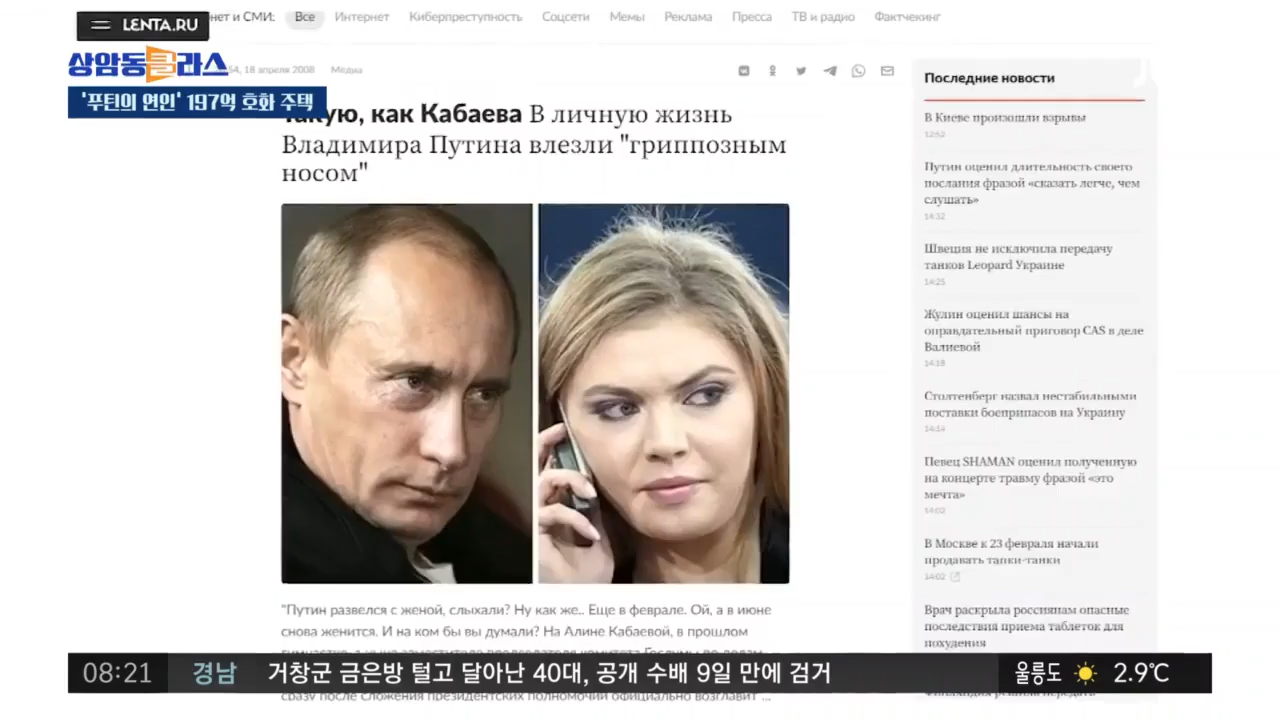 LENTA.RU
нет и СМИ: Все Интернет Киберпреступность Соцсети Мемы Реклама Пресса ТВ и радио Фактчекинг
상암동클라스
'푸틴의 연인' 197억 호화 주택
54, 18 апреля 2008 Медиа
Такую, как Кабаева В личную жизнь
Владимира Путина влезли "гриппозным
носом"
"Путин развелся с женой, слыхали? Ну как же.. Еще в феврале. Ой, а в июне
снова женится. И на ком бы вы думали? На Алине Кабаевой, в прошлом
сразу после сложения президентских полномочий официально возглавит ...
Последние новости
В Киеве произошли взрывы
12:52
Путин оценил длительность своего
послания фразой «сказать легче, чем
слушать»
14:32
Швеция не исключила передачу
танков Leopard Украине
14:25
Жулин оценил шансы на
оправдательный приговор CAS в деле
Валиевой
14:18
Столтенберг назвал нестабильными
поставки боеприпасов на Украину
14:14
Певец SHAMAN оценил полученную
на концерте травму фразой «это
мечта»
14:02
В Москве к 23 февраля начали
продавать тапки-танки
14:02
Врач раскрыла россиянам опасные
последствия приема таблеток для
похудения
08:21 경남 거창군 금은방 털고 달아난 40대, 공개 수배 9일 만에 검거 울릉도 2.9℃